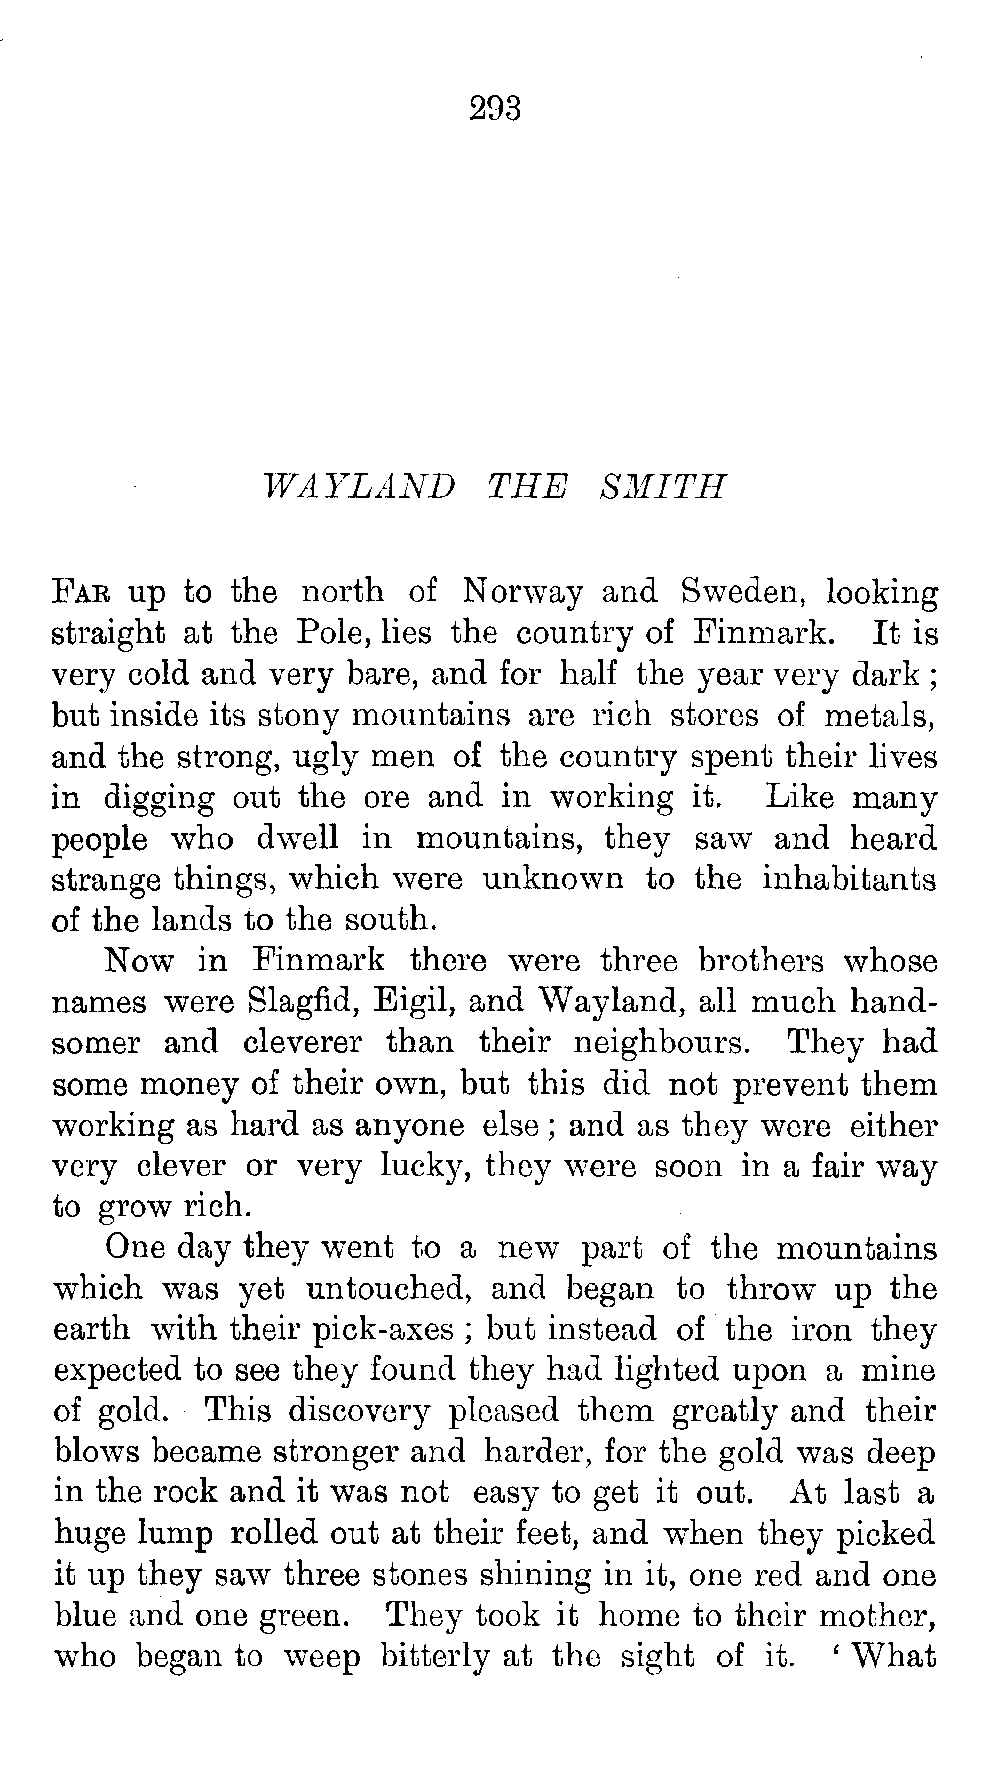 293
WAYLAND THE SMITH
FAR up to the north of Norway and Sweden, looking
straight at the Pole, lies the country of Finmark. It is
very cold and very bare, and for half the year very dark ;
but inside its stony mountains are rich stores of metals,
and the strong, ugly men of the country spent their lives
in digging out the ore and in working it. Like many
people who dwell in mountains, they saw and heard
strange things, which were unknown to the inhabitants
of the lands to the south.
Now in Finmark there were three brothers whose
names were Slagfid, Eigil, and Wayland, all much hand-
somer and cleverer than their neighbours. They had
some money of their own, but this did not prevent them
working as hard as anyone else ; and as they were either
very clever or very lucky, they were soon in a fair way
to grow rich.
One day they went to a new part of the mountains
which was yet untouched, and began to throw up the
earth with their pick-axes ; but instead of the iron they
expected to see they found they had lighted upon a mine
of gold. This discovery pleased them greatly and their
blows became stronger and harder, for the gold was deep
in the rock and it was not easy to get it out. At last a
huge lump rolled out at their feet, and when they picked
it up they saw three stones shining in it, one red and one
blue and one green. They took it home to their mother,
who began to weep bitterly at the sight of it. ‘ What